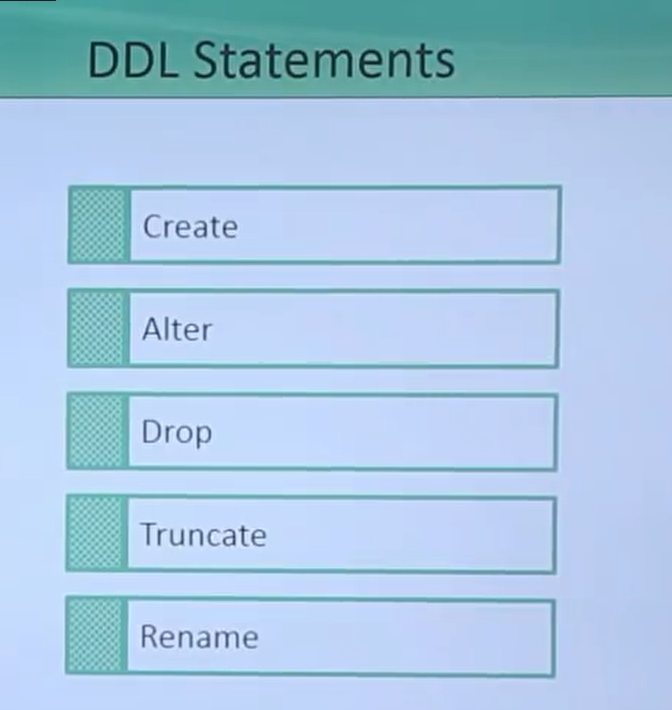 DDL Statements
Create
Alter
Drop
Truncate
Rename